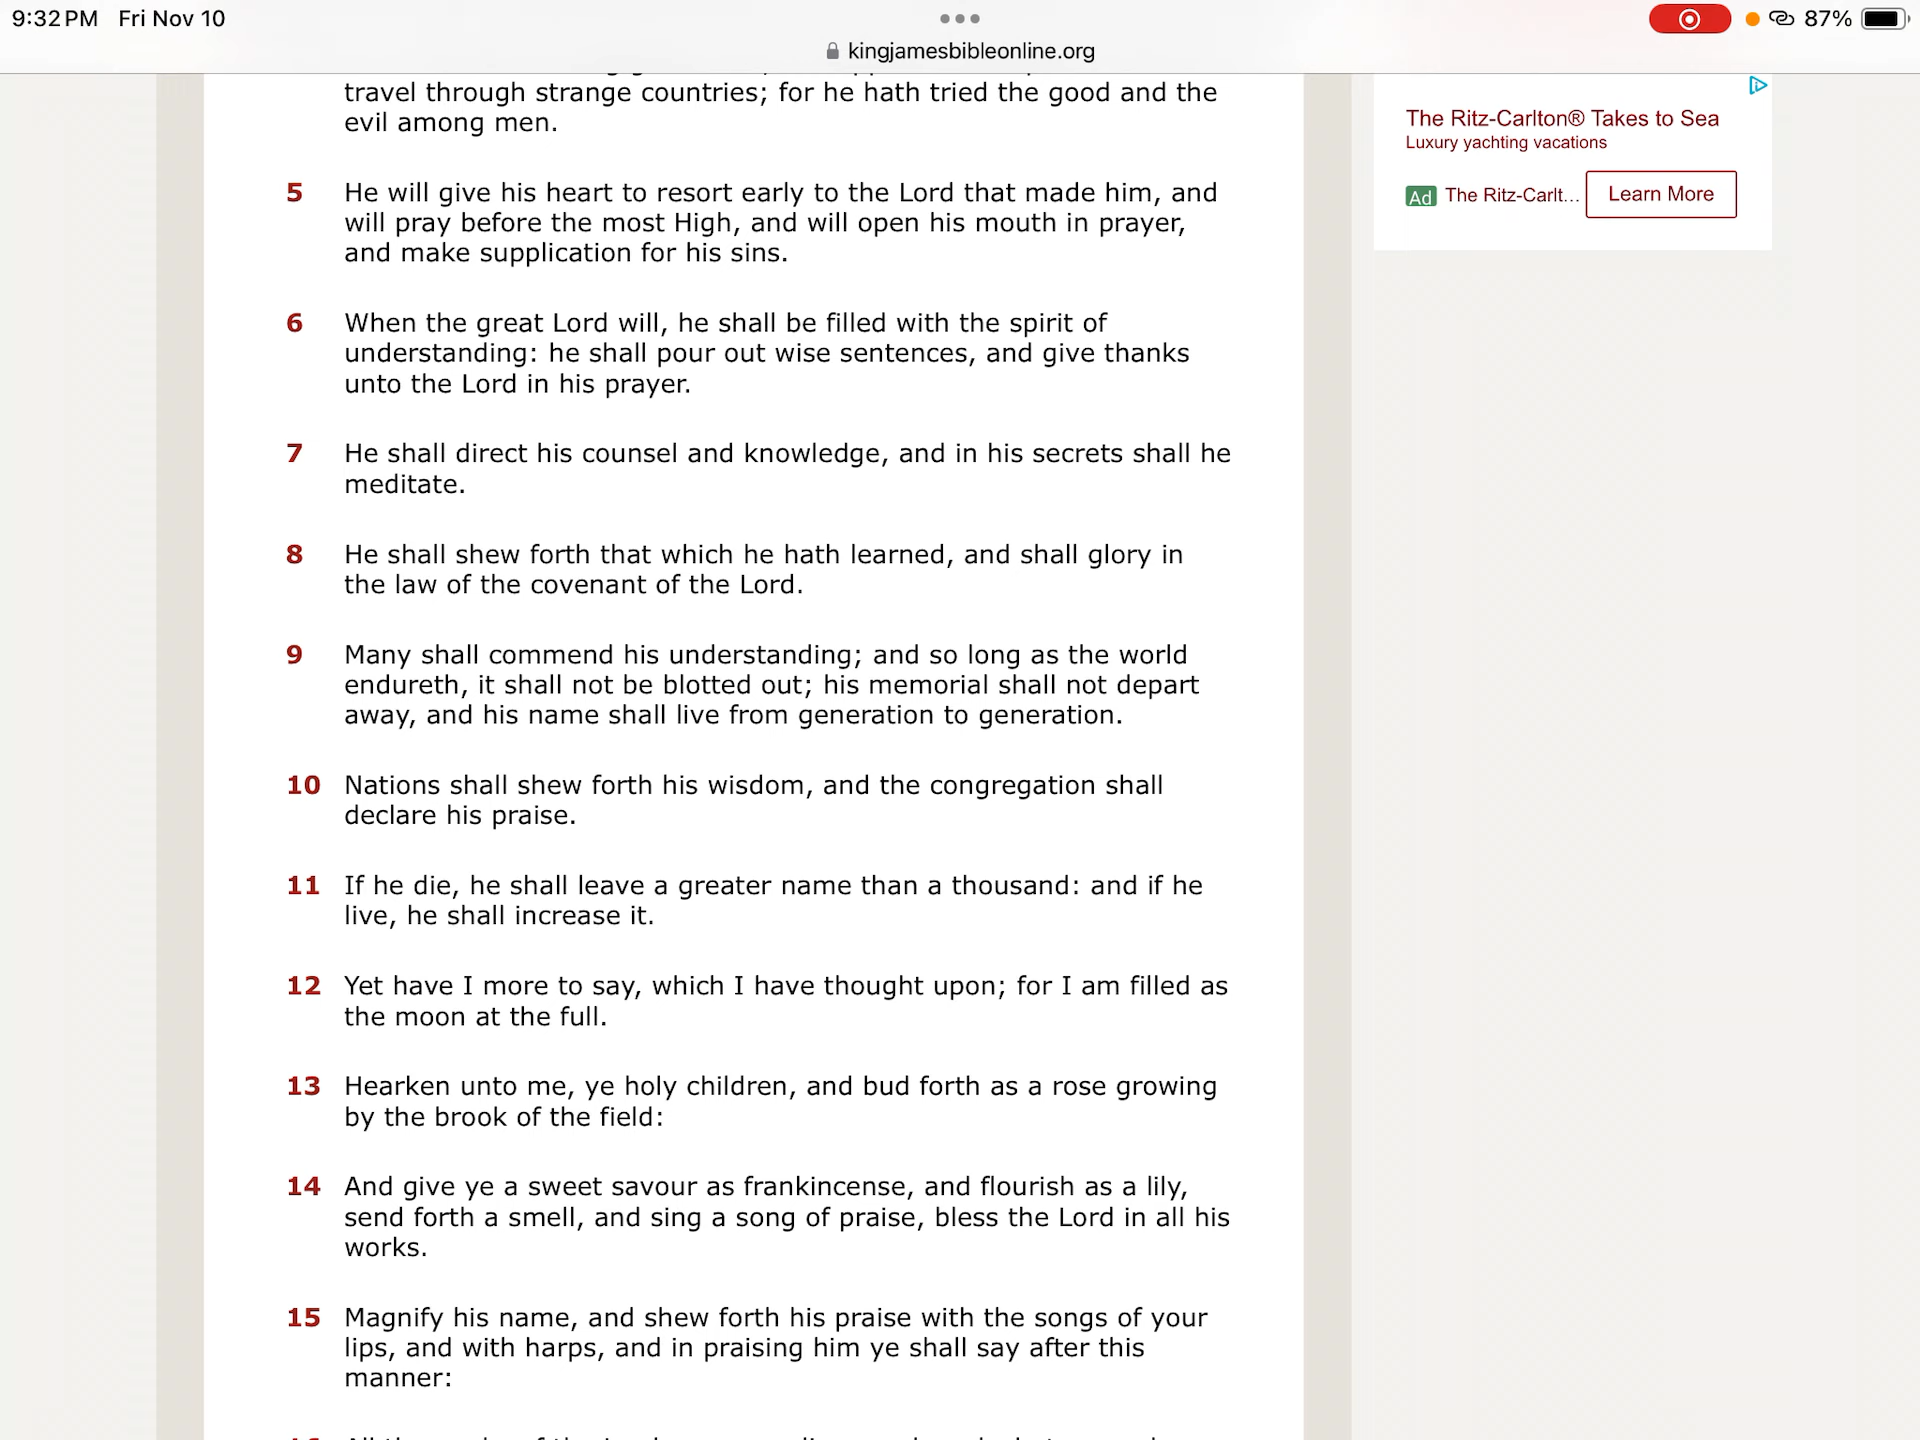 9:32 PM Fri Nov 10
87%
kingjamesbibleonline.org
travel through strange countries; for he hath tried the good and the
evil among men.
5 He will give his heart to resort early to the Lord that made him, and
will pray before the most High, and will open his mouth in prayer,
and make supplication for his sins.
6 When the great Lord will, he shall be filled with the spirit of
understanding: he shall pour out wise sentences, and give thanks
unto the Lord in his prayer.
7 He shall direct his counsel and knowledge, and in his secrets shall he
meditate.
8 He shall shew forth that which he hath learned, and shall glory in
the law of the covenant of the Lord.
9 Many shall commend his understanding; and so long as the world
endureth, it shall not be blotted out; his memorial shall not depart
away, and his name shall live from generation to generation.
10 Nations shall shew forth his wisdom, and the congregation shall
declare his praise.
11 If he die, he shall leave a greater name than a thousand: and if he
live, he shall increase it.
12 Yet have I more to say, which I have thought upon; for I am filled as
the moon at the full.
13 Hearken unto me, ye holy children, and bud forth as a rose growing
by the brook of the field:
14 And give ye a sweet savour as frankincense, and flourish as a lily,
send forth a smell, and sing a song of praise, bless the Lord in all his
works.
15 Magnify his name, and shew forth his praise with the songs of your
lips, and with harps, and in praising him ye shall say after this
manner:
The Ritz-Carlton® Takes to Sea
Luxury yachting vacations
Ad The Ritz-Carlt...
Learn More